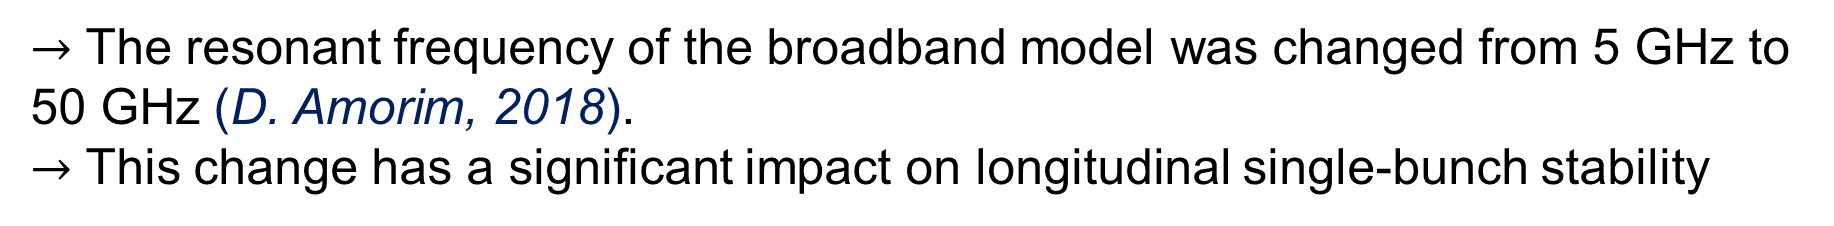 → The resonant frequency of the broadband model was changed from 5 GHz to
50 GHz (D. Amorim, 2018).
→ This change has a significant impact on longitudinal single-bunch stability